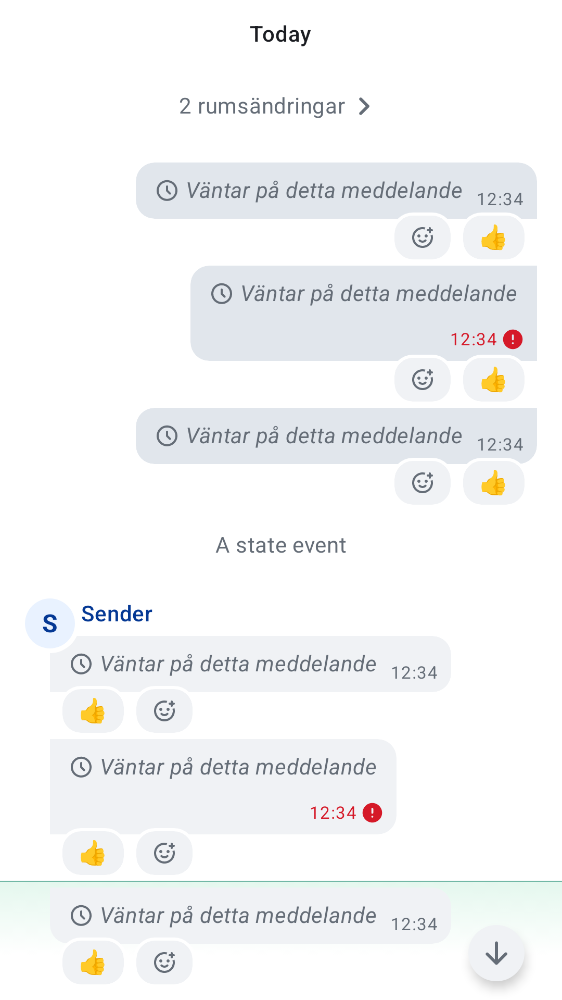 Today
2 rumsändringar
Väntar på detta meddelande 12:34
👍
Väntar på detta meddelande
12:34
👍
Väntar på detta meddelande 12:34
👍
A state event
S Sender
Väntar på detta meddelande 12:34
👍
Väntar på detta meddelande
12:34
👍
Väntar på detta meddelande 12:34
👍